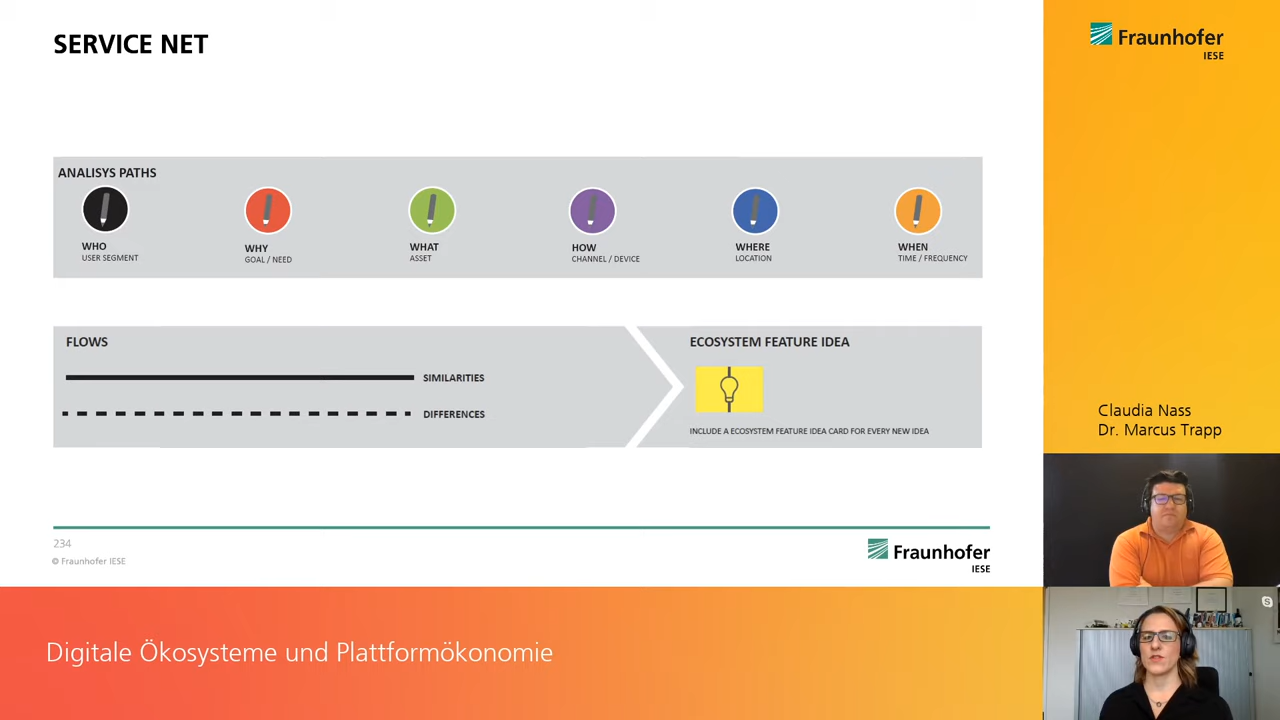 SERVICE NET
Fraunhofer
IESE
ANALISYS PATHS
WHO
USER SEGMENT
WHY
GOAL / NEED
WHAT
ASSET
HOW
CHANNEL / DEVICE
WHERE
LOCATION
WHEN
TIME / FREQUENCY
FLOWS
SIMILARITIES
DIFFERENCES
ECOSYSTEM FEATURE IDEA
INCLUDE A ECOSYSTEM FEATURE IDEA CARD FOR EVERY NEW IDEA
Claudia Nass
Dr. Marcus Trapp
234
© Fraunhofer IESE
Fraunhofer
IESE
Digitale Ökosysteme und Plattformökonomie